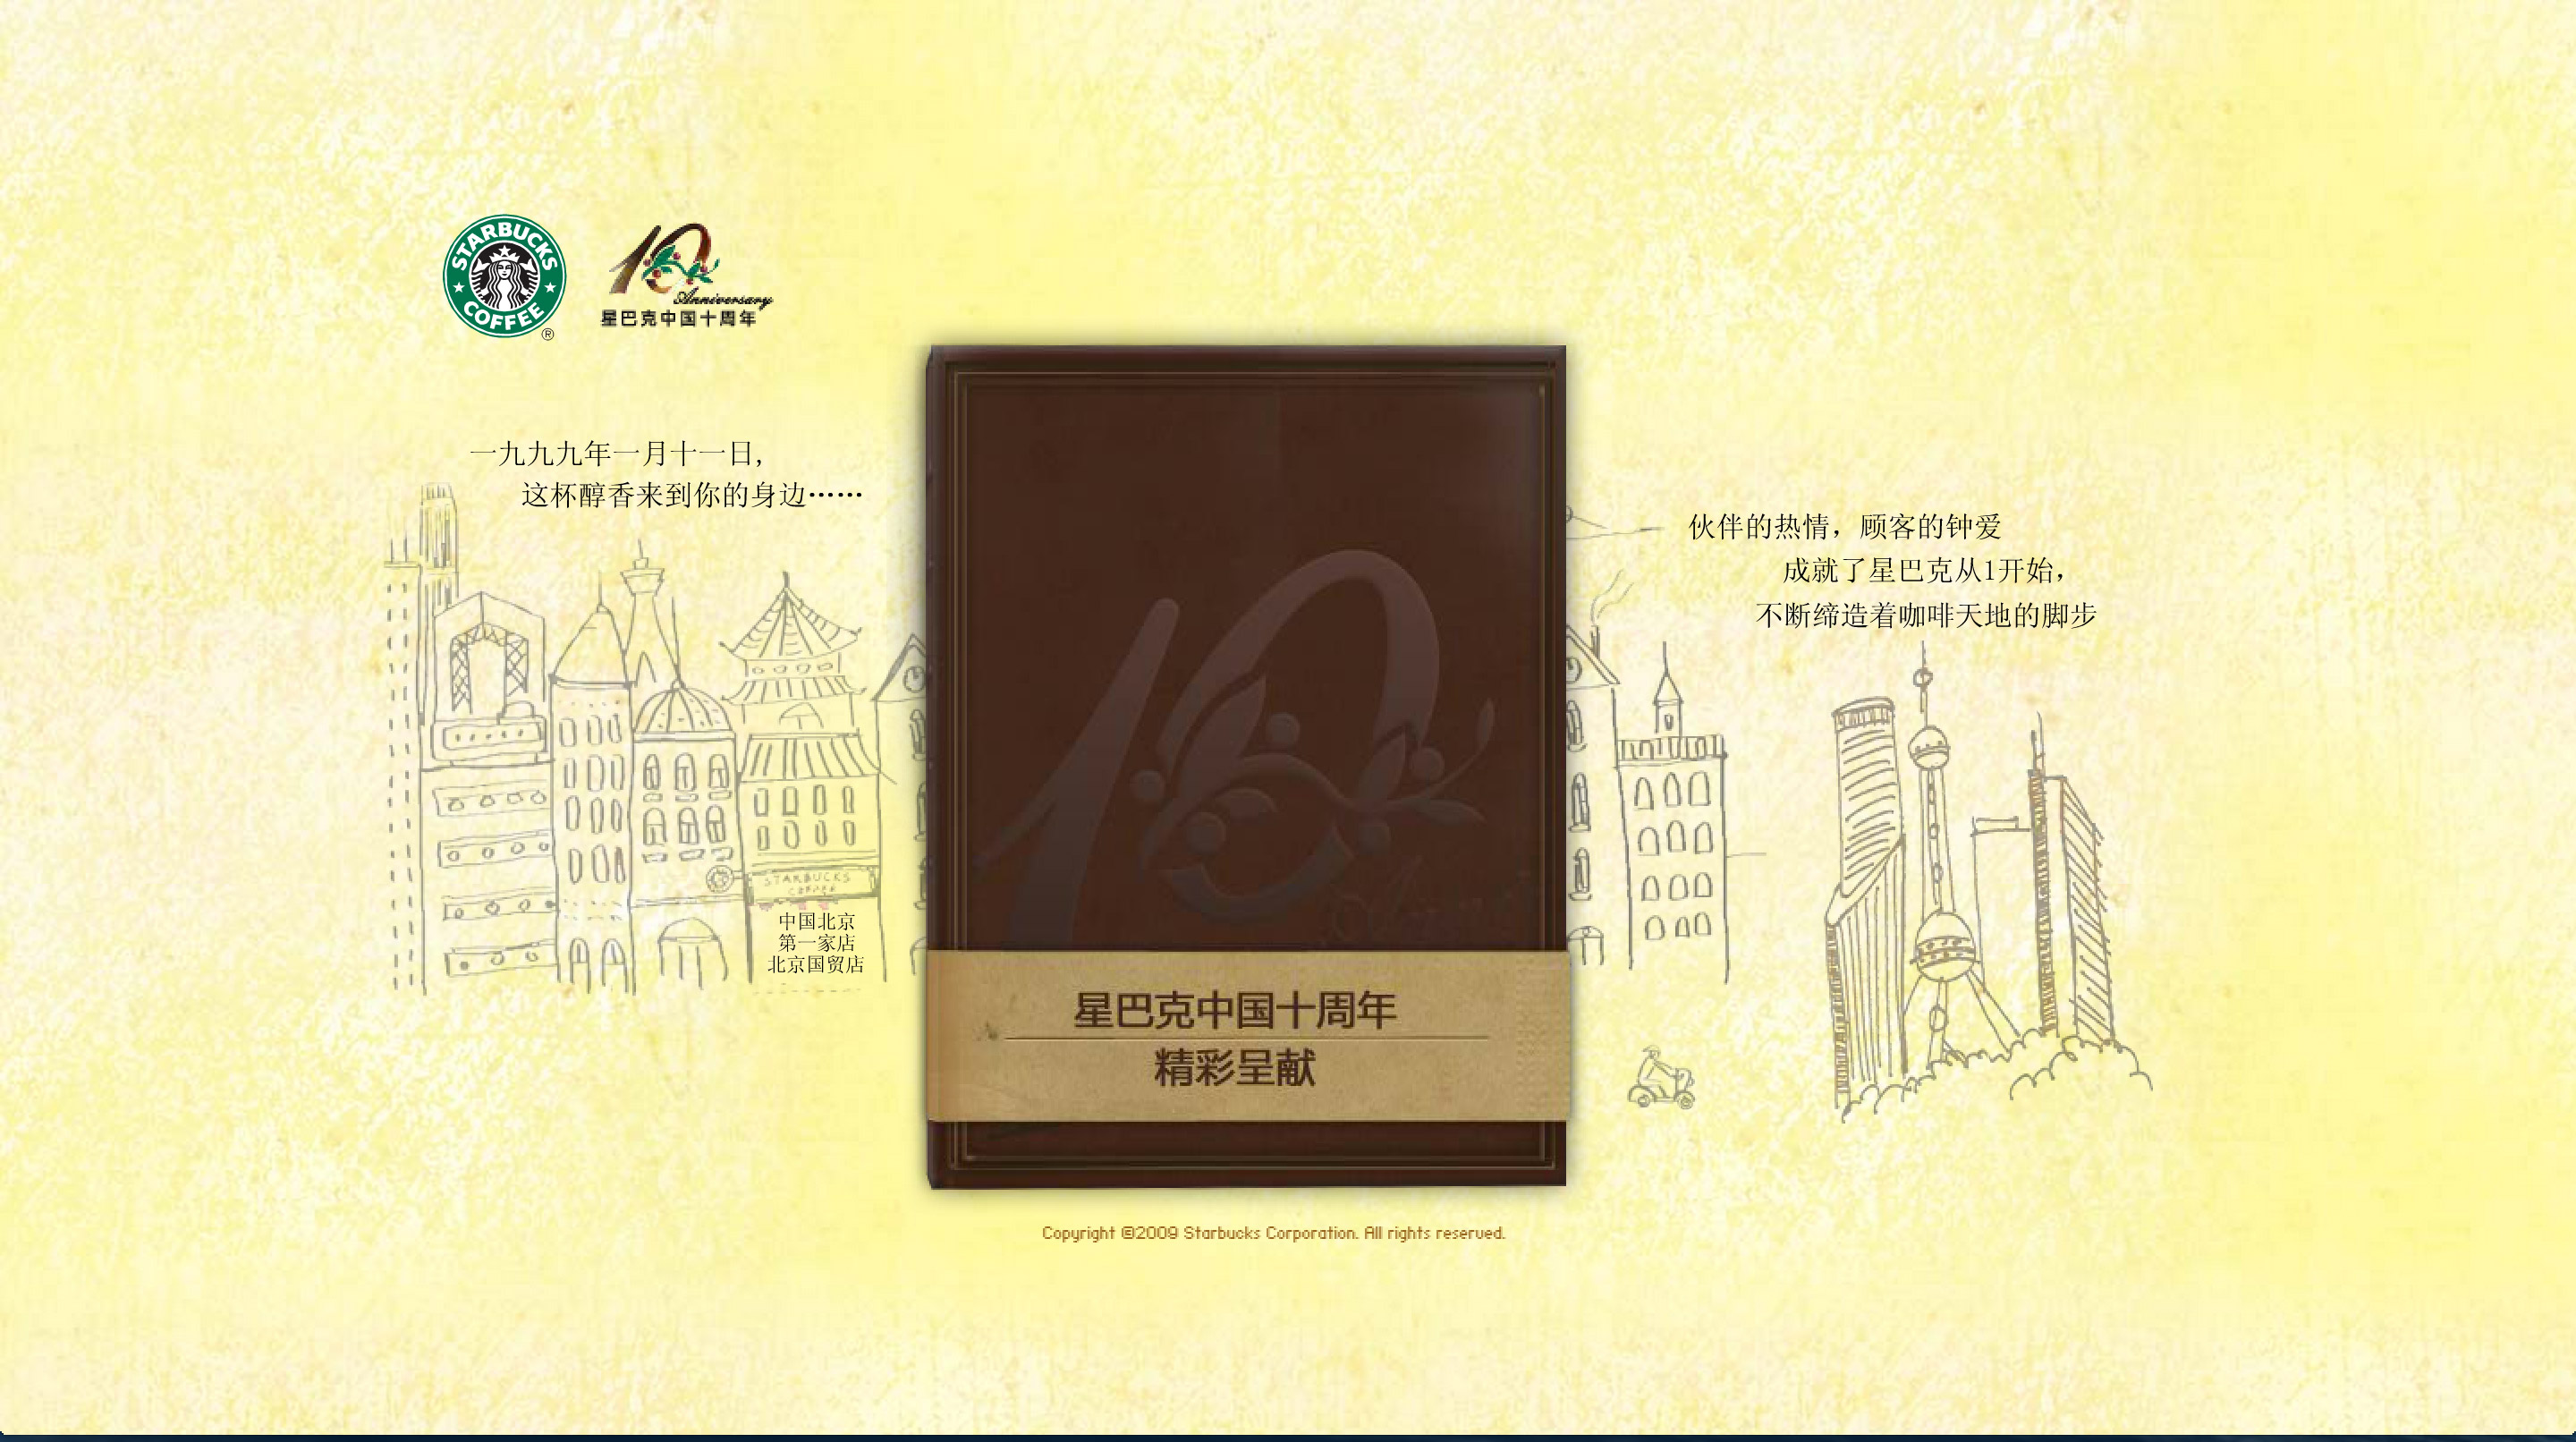 STARBUCKS
COFFEE
®
10
Anniversary
星巴克中国十周年
一九九九年一月十一日,
这杯醇香来到你的身边……
伙伴的热情，顾客的钟爱
成就了星巴克从1开始，
不断缔造着咖啡天地的脚步
STARBUCKS
COFFEE
中国北京
第一家店
北京国贸店
10
星巴克中国十周年
精彩呈献
Copyright ©2009 Starbucks Corporation. All rights reserved.